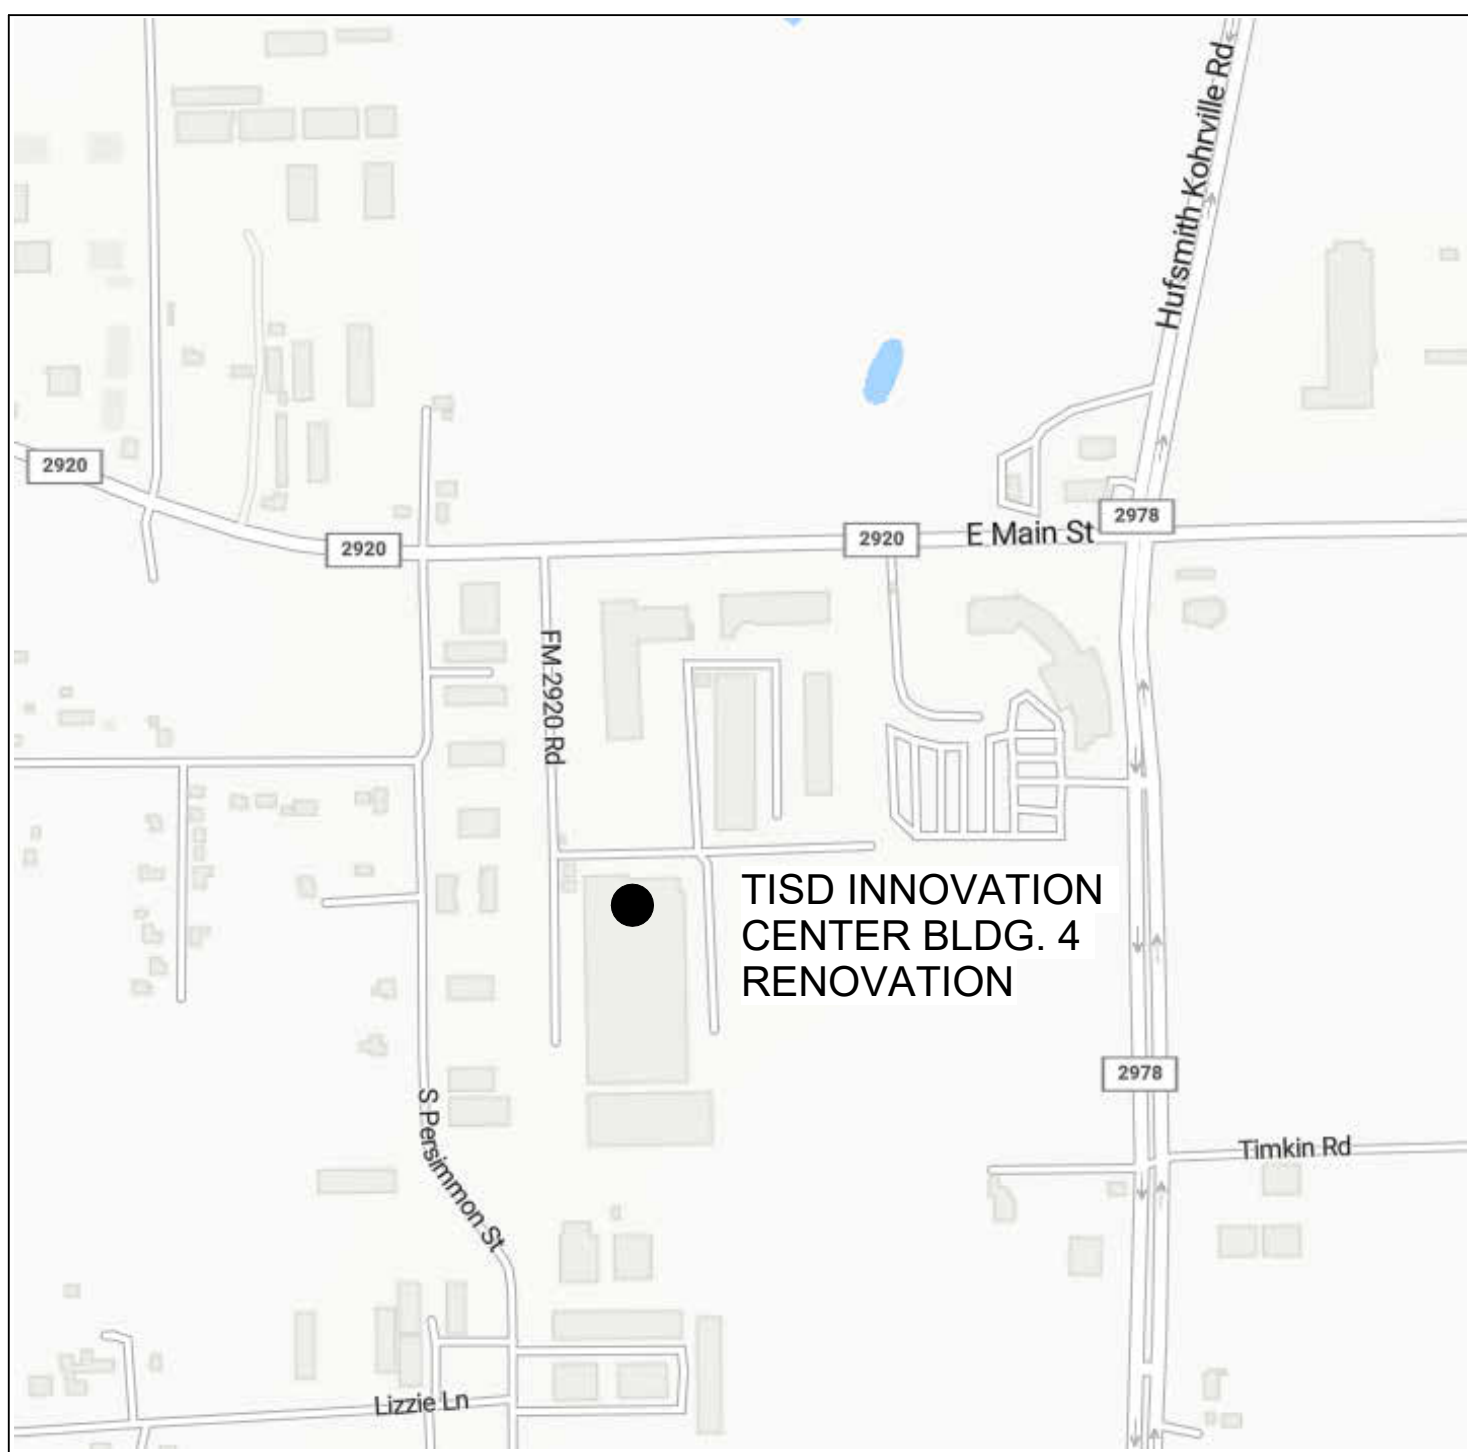 Hufsmith Kohrville Rd
2920
2920
2920
E Main St
2978
FM 2920 Rd
TISD INNOVATION
CENTER BLDG. 4
RENOVATION
2978
S Persimmon St
Timkin Rd
Lizzie Ln